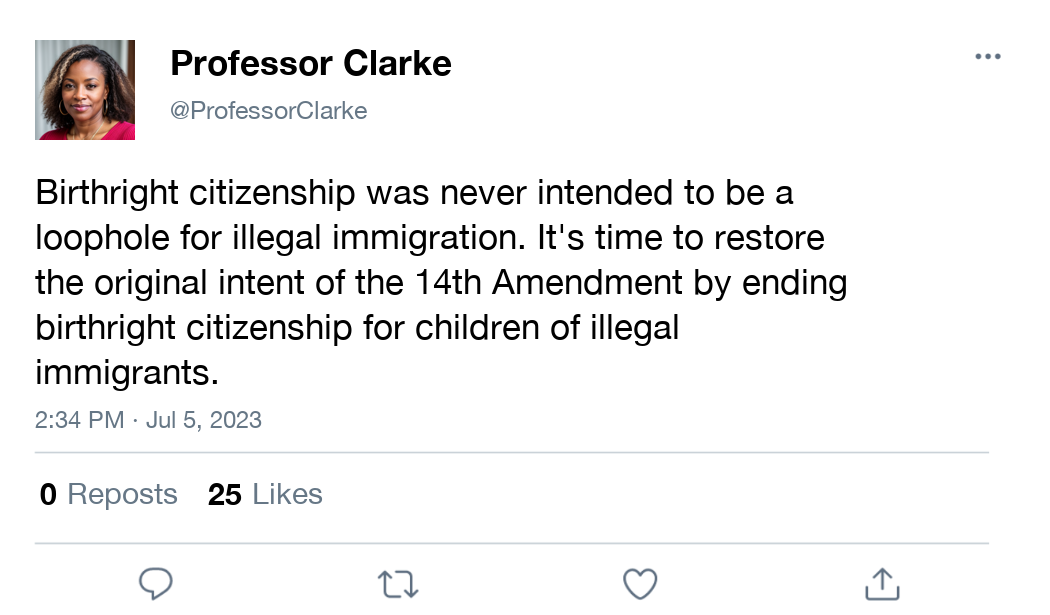 Professor Clarke
@ProfessorClarke
Birthright citizenship was never intended to be a
loophole for illegal immigration. It's time to restore
the original intent of the 14th Amendment by ending
birthright citizenship for children of illegal
immigrants.
2:34 PM · Jul 5, 2023
0 Reposts 25 Likes